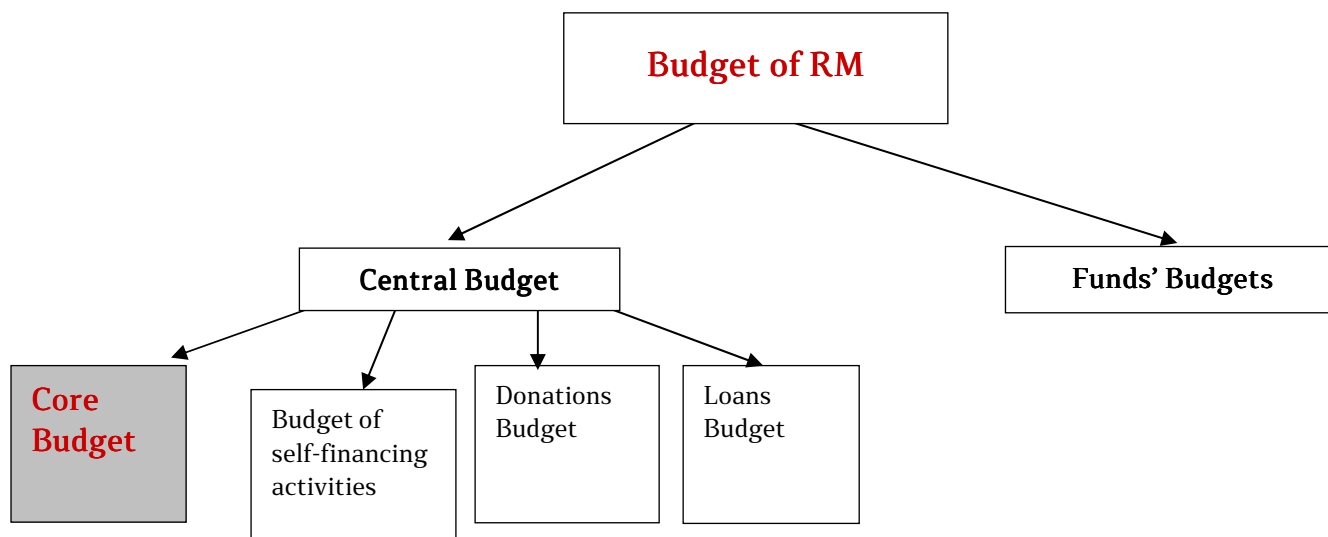 Budget of RM
Central Budget
Funds’ Budgets
Core
Budget
Budget of
self-financing
activities
Donations
Budget
Loans
Budget